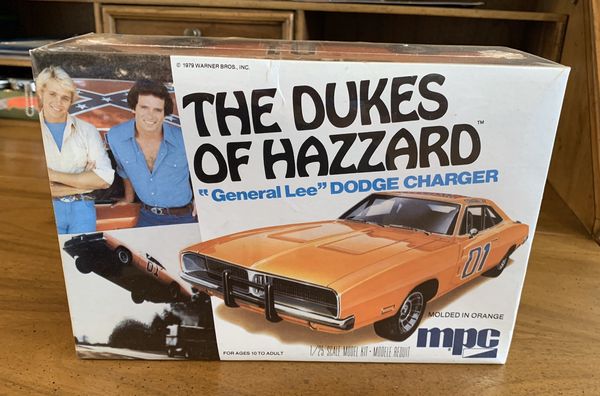 © 1979 WARNER BROS., INC.
THE DUKES
OF HAZZARD™
"General Lee" DODGE CHARGER
01
01
MOLDED IN ORANGE
mpc
FOR AGES 10 TO ADULT
1/25 SCALE MODEL KIT · MODELE REDUIT